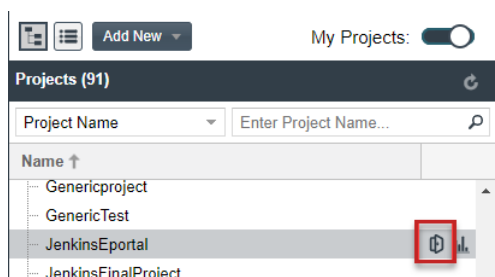 Add New
My Projects:
Projects (91)
Project Name
Enter Project Name...
Name
Genericproject
GenericTest
JenkinsEportal
JenkinsFinalProject